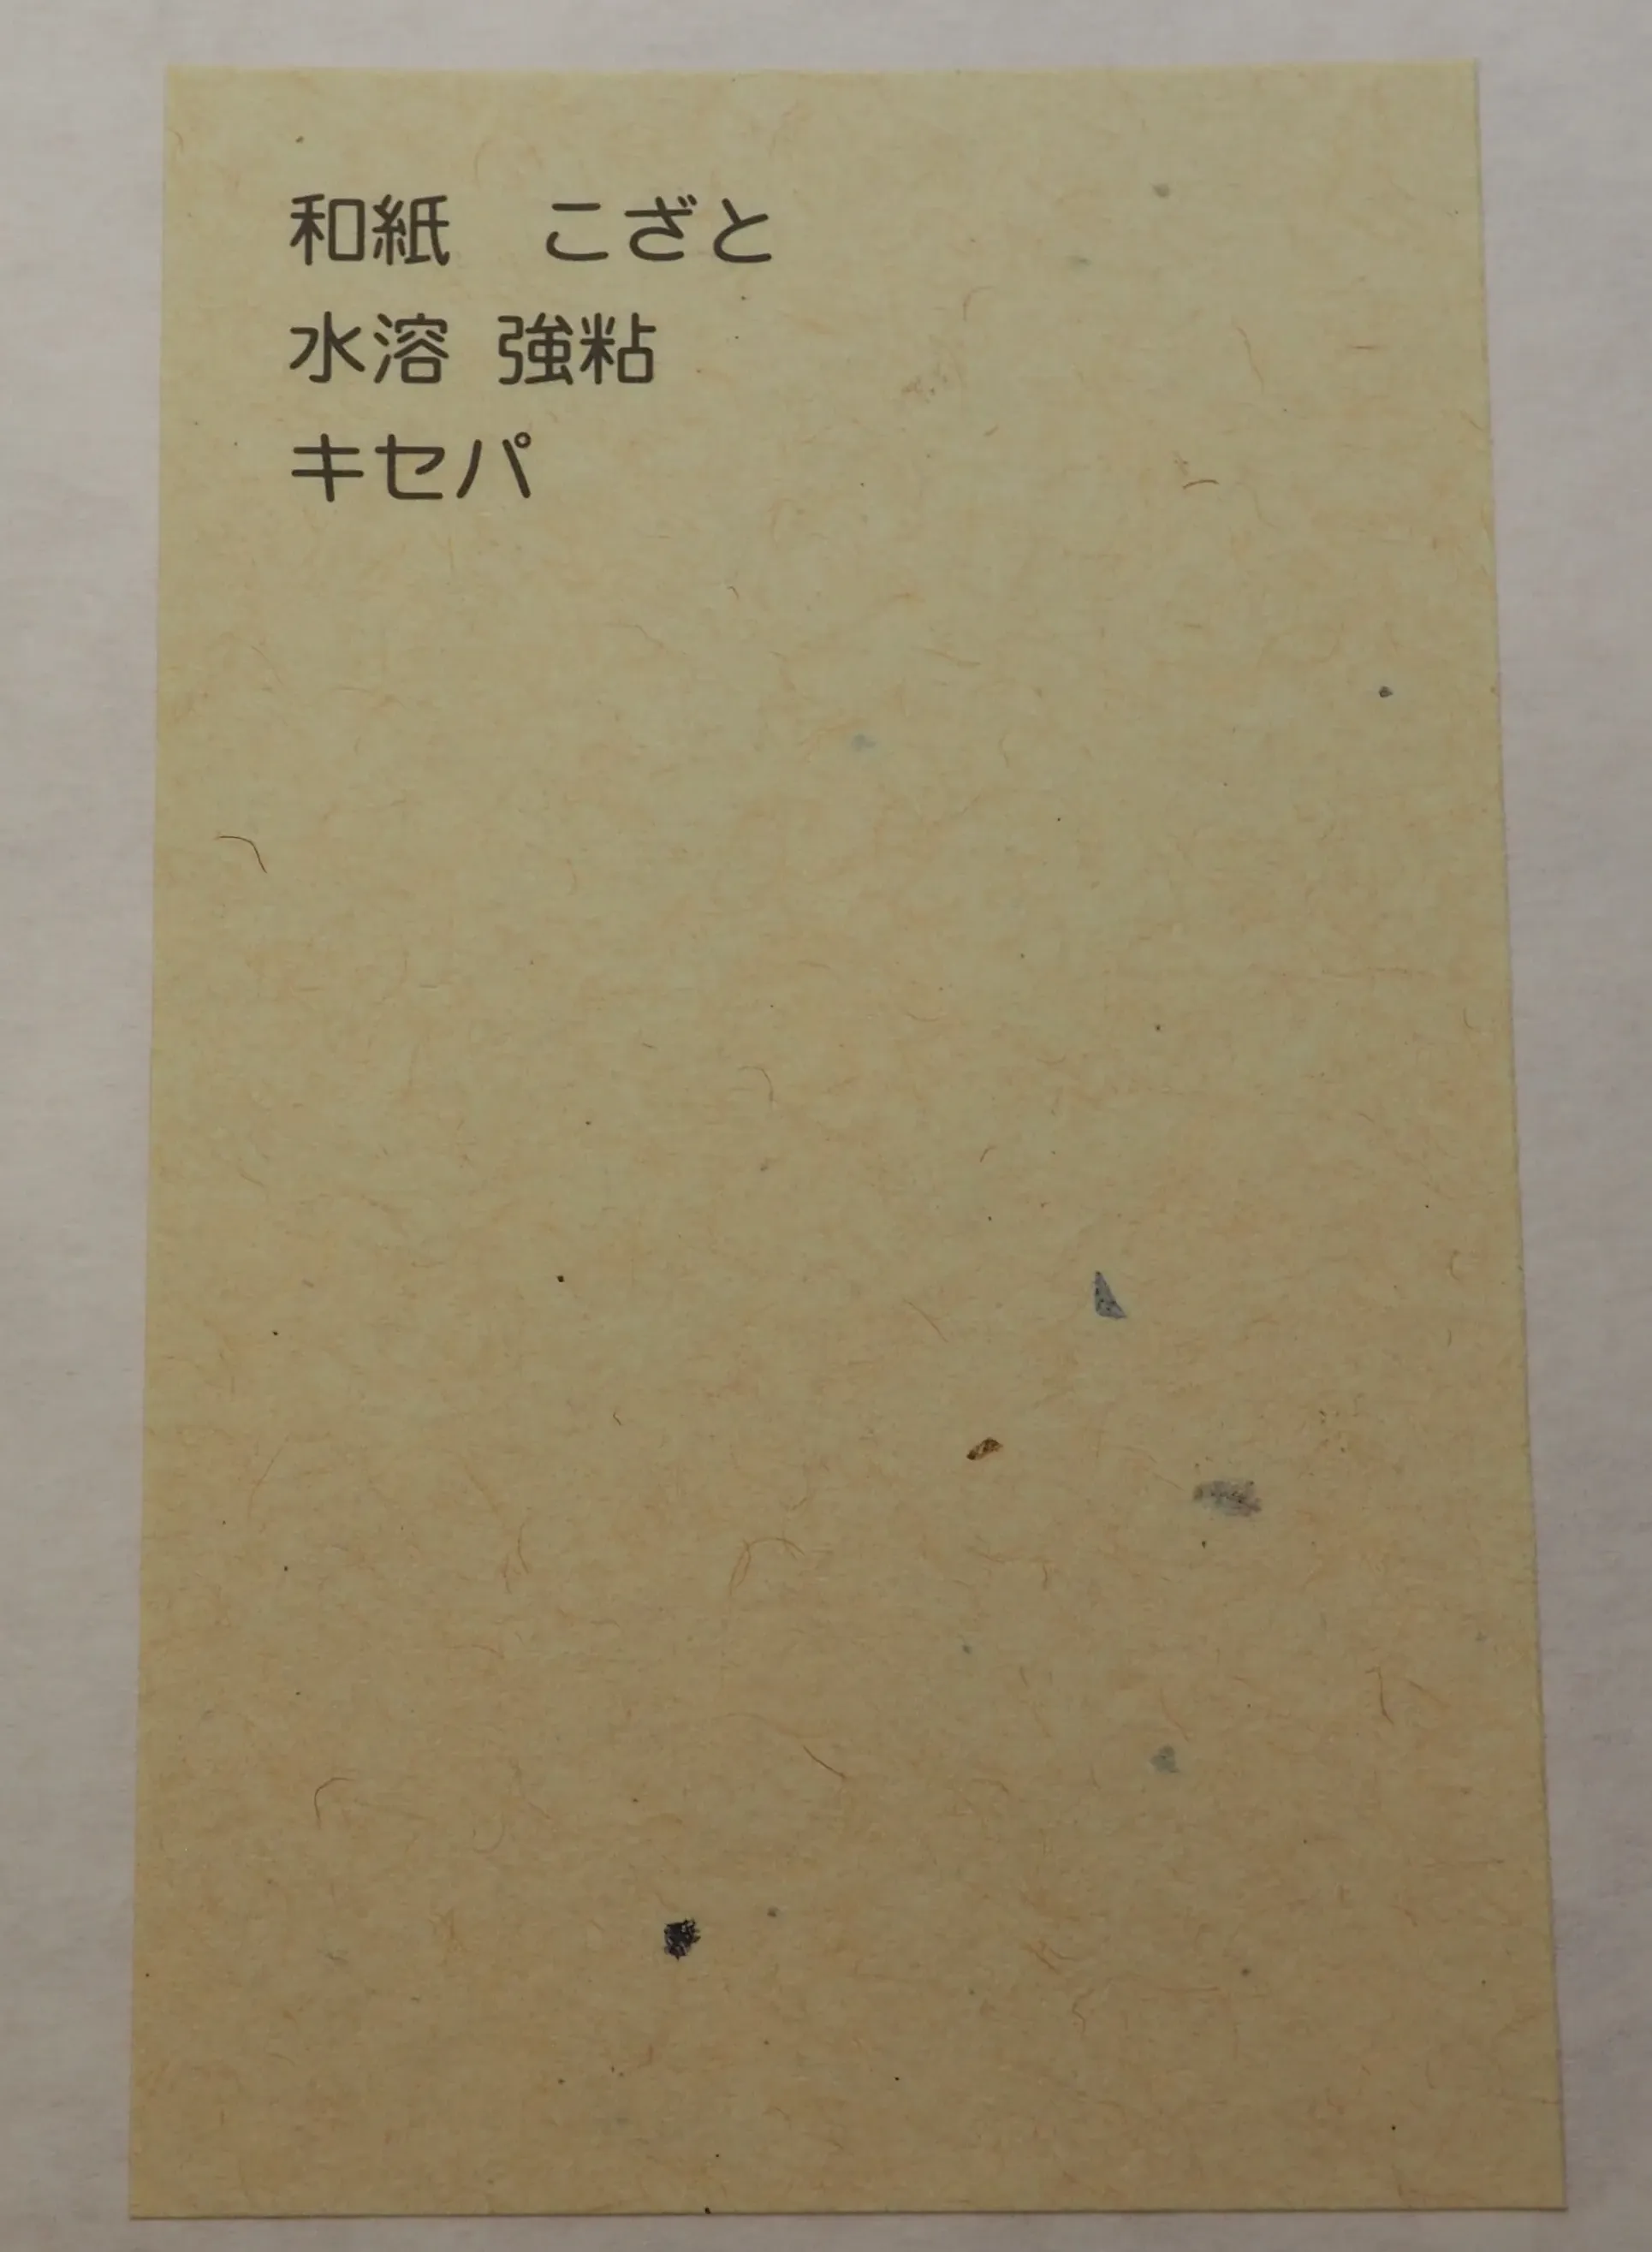 和紙　こざと
水溶 強粘
キセパ